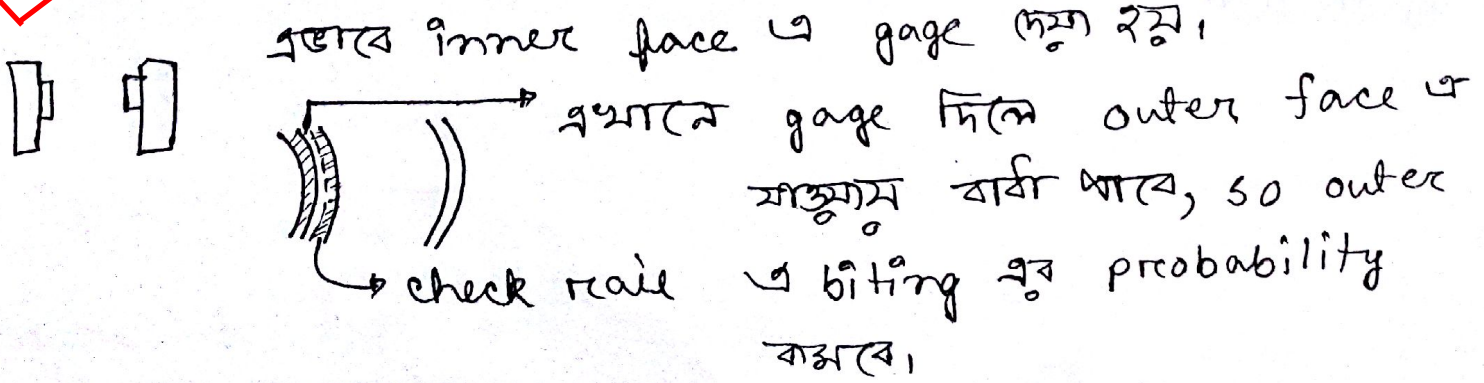 এভাবে inner face এ gage দেয়া হয়।
এখানে gage দিলে outer face এ
যাওয়ায় বাধা পাবে, so outer
check rail এ biting এর probability
কমবে।